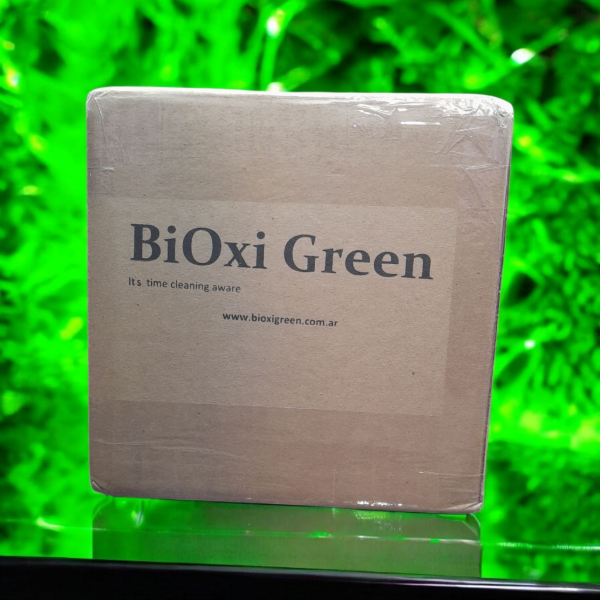 BiOxi Green
It's time cleaning aware
www.bioxigreen.com.ar